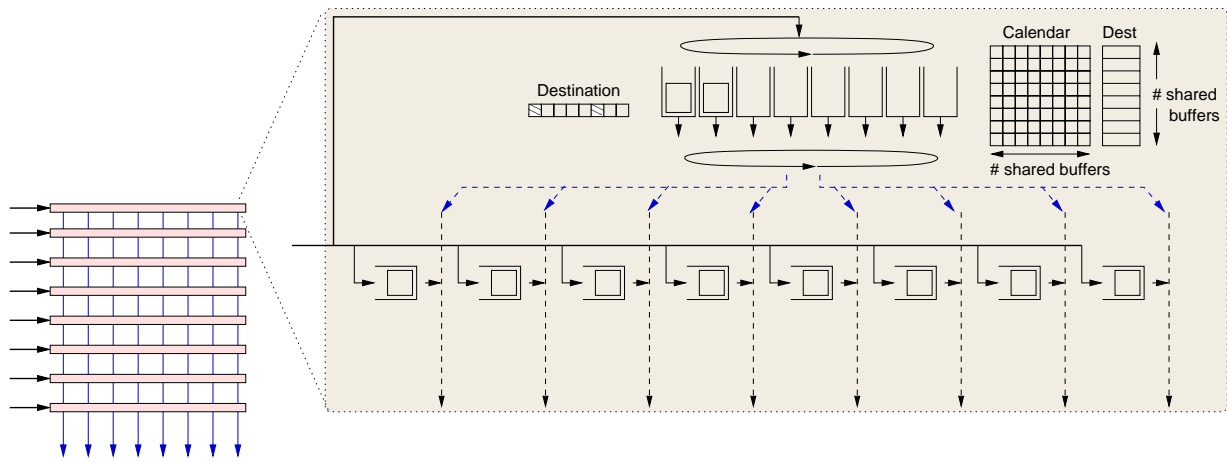 Calendar
Dest
Destination
# shared
buffers
# shared buffers